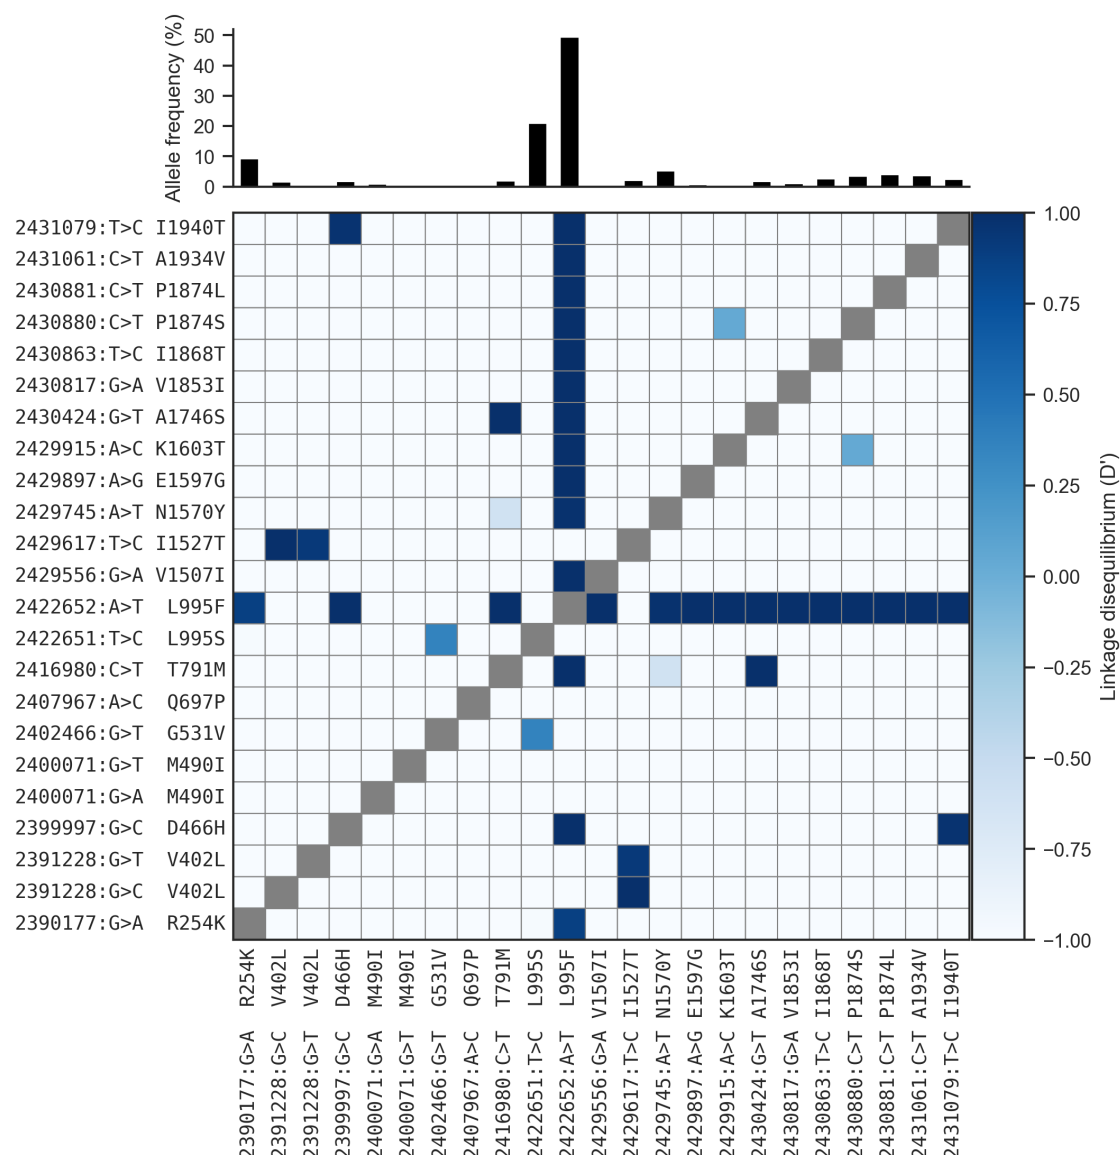 Allele frequency (%)
50
40
30
20
10
0
2431079:T>C I1940T
2431061:C>T A1934V
2430881:C>T P1874L
2430880:C>T P1874S
2430863:T>C I1868T
2430817:G>A V1853I
2430424:G>T A1746S
2429915:A>C K1603T
2429897:A>G E1597G
2429745:A>T N1570Y
2429617:T>C I1527T
2429556:G>A V1507I
2422652:A>T L995F
2422651:T>C L995S
2416980:C>T T791M
2407967:A>C Q697P
2402466:G>T G531V
2400071:G>T M490I
2400071:G>A M490I
2399997:G>C D466H
2391228:G>T V402L
2391228:G>C V402L
2390177:G>A R254K
1.00
0.75
0.50
0.25
0.00
−0.25
−0.50
−0.75
−1.00
Linkage disequilibrium (D')
2390177:G>A R254K
2391228:G>C V402L
2391228:G>T V402L
2399997:G>C D466H
2400071:G>A M490I
2400071:G>T M490I
2402466:G>T G531V
2407967:A>C Q697P
2416980:C>T T791M
2422651:T>C L995S
2422652:A>T L995F
2429556:G>A V1507I
2429617:T>C I1527T
2429745:A>T N1570Y
2429897:A>G E1597G
2429915:A>C K1603T
2430424:G>T A1746S
2430817:G>A V1853I
2430863:T>C I1868T
2430880:C>T P1874S
2430881:C>T P1874L
2431061:C>T A1934V
2431079:T>C I1940T